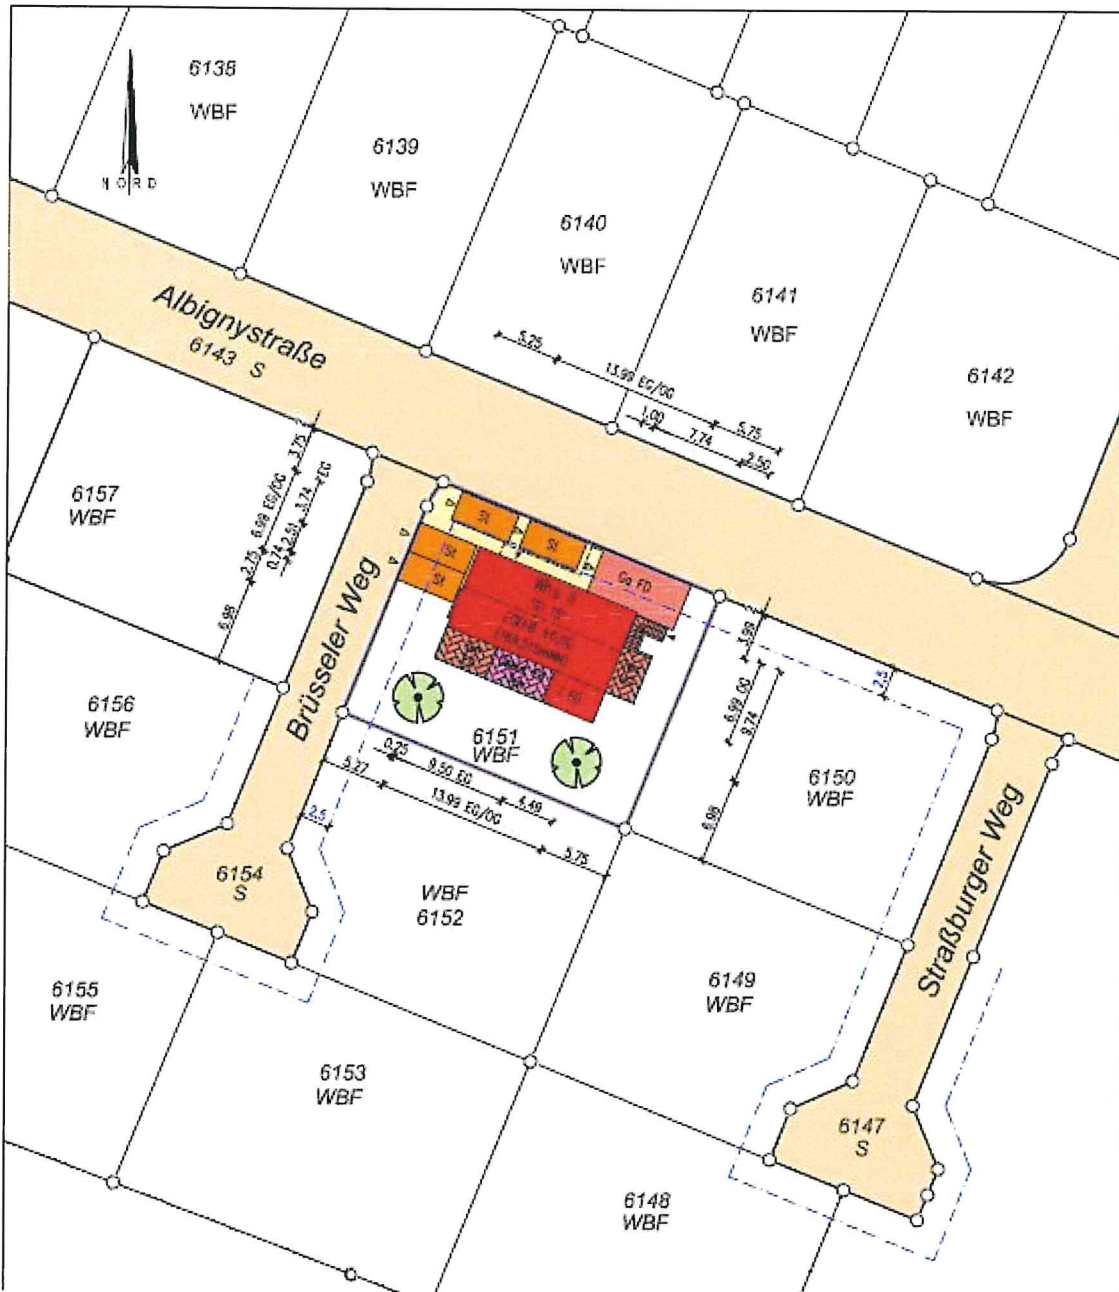 6138
WBF
NORD
6139
WBF
6140
WBF
6141
WBF
6142
WBF
Albignystraße
6143 S
5.25
13.99 EG/OG
1.00
7.74
5.75
2.50
6157
WBF
3.75
6.99 EG/OG
2.75
0.74
2.51
3.74
EG
6.98
St
St
St
St
Ga FD
Brüsseler Weg
3.99
2.5
6.99 OG
9.74
6.98
6156
WBF
6151
WBF
6150
WBF
0.25
9.50 EG
4.49
5.27
13.99 EG/OG
5.75
2.5
Straßburger Weg
6154
S
WBF
6152
6155
WBF
6149
WBF
6153
WBF
6147
S
6148
WBF